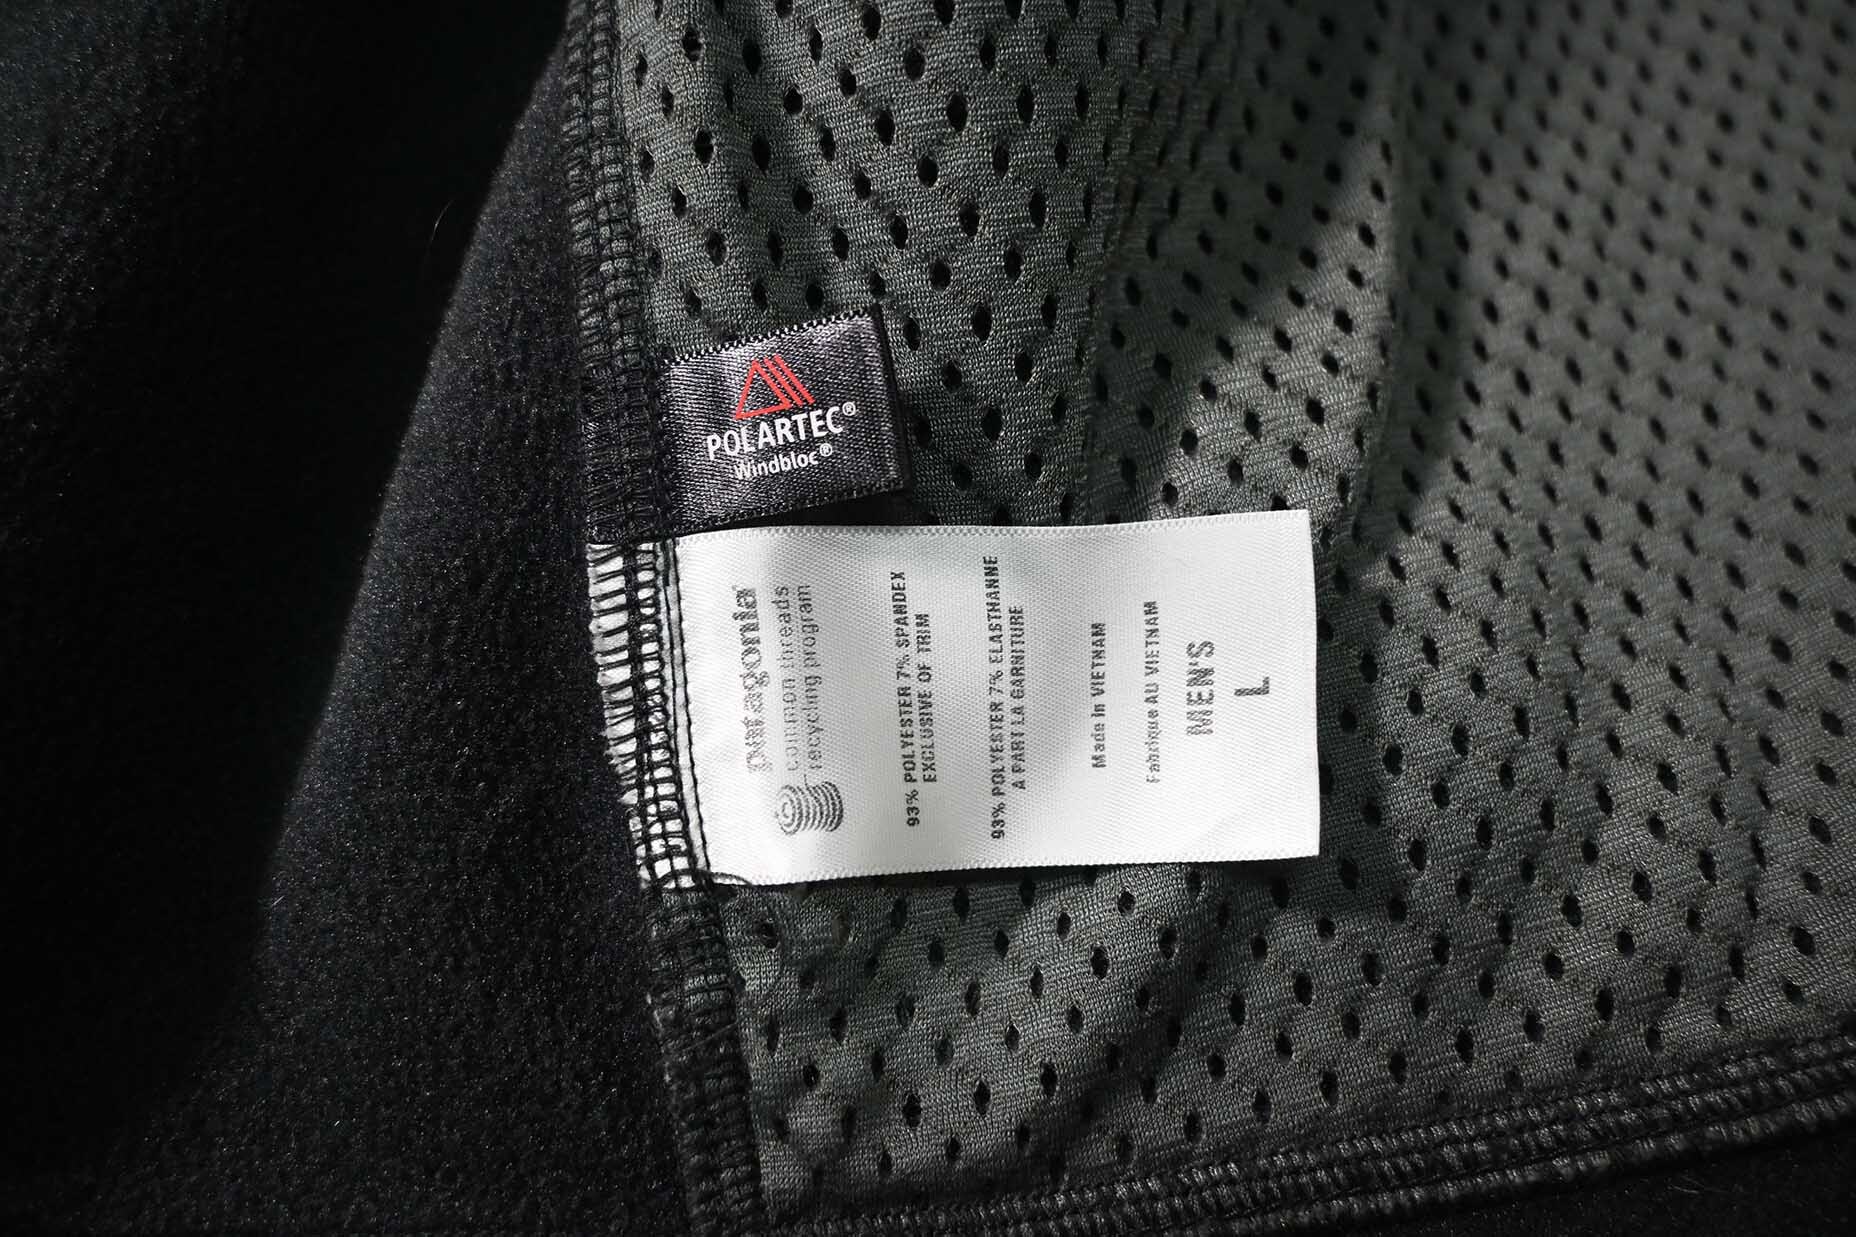 POLARTEC®
Windbloc®
patagonia®
common threads
recycling program
93% POLYESTER 7% SPANDEX
EXCLUSIVE OF TRIM
93% POLYESTER 7% ELASTHANNE
A PART LA GARNITURE
Made in VIETNAM
Fabrique AU VIETNAM
MEN'S
L